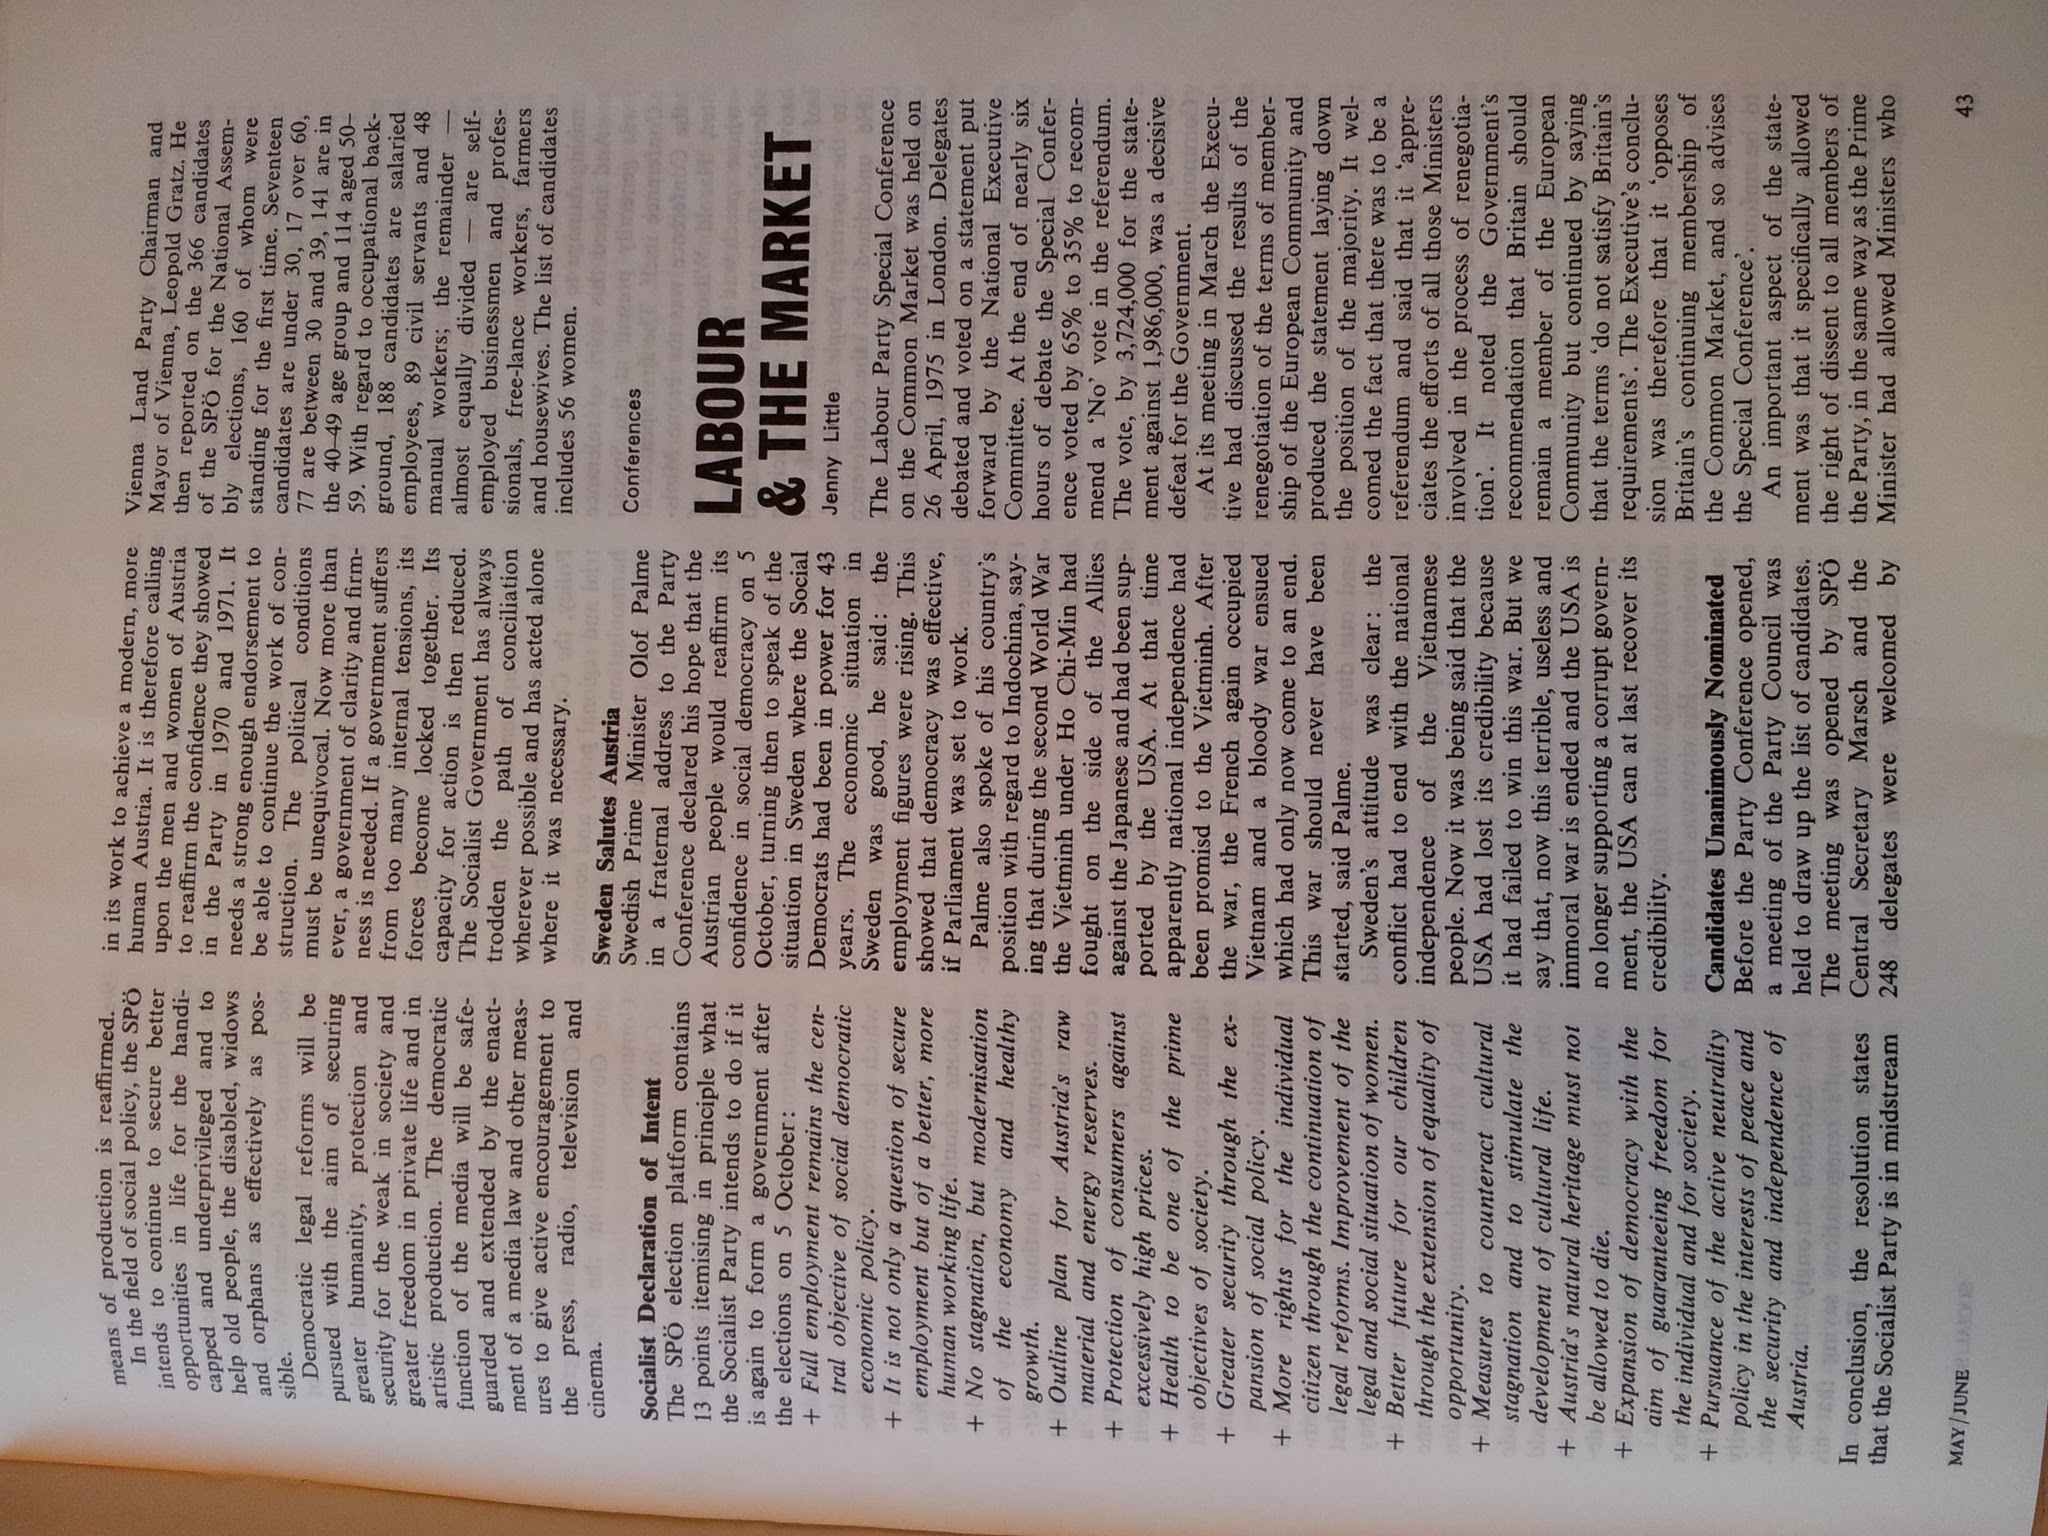 means of production is reaffirmed.
In the field of social policy, the SPÖ
intends to continue to secure better
opportunities in life for the handi-
capped and underprivileged and to
help old people, the disabled, widows
and orphans as effectively as pos-
sible.
Democratic legal reforms will be
pursued with the aim of securing
greater humanity, protection and
security for the weak in society and
greater freedom in private life and in
artistic production. The democratic
function of the media will be safe-
guarded and extended by the enact-
ment of a media law and other meas-
ures to give active encouragement to
the press, radio, television and
cinema.
Socialist Declaration of Intent
The SPÖ election platform contains
13 points itemising in principle what
the Socialist Party intends to do if it
is again to form a government after
the elections on 5 October:
+ Full employment remains the cen-
tral objective of social democratic
economic policy.
+ It is not only a question of secure
employment but of a better, more
human working life.
+ No stagnation, but modernisation
of the economy and healthy
growth.
+ Outline plan for Austria's raw
material and energy reserves.
+ Protection of consumers against
excessively high prices.
+ Health to be one of the prime
objectives of society.
+ Greater security through the ex-
pansion of social policy.
+ More rights for the individual
citizen through the continuation of
legal reforms. Improvement of the
legal and social situation of women.
+ Better future for our children
through the extension of equality of
opportunity.
+ Measures to counteract cultural
stagnation and to stimulate the
development of cultural life.
+ Austria's natural heritage must not
be allowed to die.
+ Expansion of democracy with the
aim of guaranteeing freedom for
the individual and for society.
+ Pursuance of the active neutrality
policy in the interests of peace and
the security and independence of
Austria.
In conclusion, the resolution states
that the Socialist Party is in midstream
in its work to achieve a modern, more
human Austria. It is therefore calling
upon the men and women of Austria
to reaffirm the confidence they showed
in the Party in 1970 and 1971. It
needs a strong enough endorsement to
be able to continue the work of con-
struction. The political conditions
must be unequivocal. Now more than
ever, a government of clarity and firm-
ness is needed. If a government suffers
from too many internal tensions, its
forces become locked together. Its
capacity for action is then reduced.
The Socialist Government has always
trodden the path of conciliation
wherever possible and has acted alone
where it was necessary.
Sweden Salutes Austria
Swedish Prime Minister Olof Palme
in a fraternal address to the Party
Conference declared his hope that the
Austrian people would reaffirm its
confidence in social democracy on 5
October, turning then to speak of the
situation in Sweden where the Social
Democrats had been in power for 43
years. The economic situation in
Sweden was good, he said: the
employment figures were rising. This
showed that democracy was effective,
if Parliament was set to work.
Palme also spoke of his country's
position with regard to Indochina, say-
ing that during the second World War
the Vietminh under Ho Chi-Min had
fought on the side of the Allies
against the Japanese and had been sup-
ported by the USA. At that time
apparently national independence had
been promised to the Vietminh. After
the war, the French again occupied
Vietnam and a bloody war ensued
which had only now come to an end.
This war should never have been
started, said Palme.
Sweden's attitude was clear: the
conflict had to end with the national
independence of the Vietnamese
people. Now it was being said that the
USA had lost its credibility because
it had failed to win this war. But we
say that, now this terrible, useless and
immoral war is ended and the USA is
no longer supporting a corrupt govern-
ment, the USA can at last recover its
credibility.
Candidates Unanimously Nominated
Before the Party Conference opened,
a meeting of the Party Council was
held to draw up the list of candidates.
The meeting was opened by SPÖ
Central Secretary Marsch and the
248 delegates were welcomed by
Vienna Land Party Chairman and
Mayor of Vienna, Leopold Gratz. He
then reported on the 366 candidates
of the SPÖ for the National Assem-
bly elections, 160 of whom were
standing for the first time. Seventeen
candidates are under 30, 17 over 60,
77 are between 30 and 39, 141 are in
the 40–49 age group and 114 aged 50–
59. With regard to occupational back-
ground, 188 candidates are salaried
employees, 89 civil servants and 48
manual workers; the remainder —
almost equally divided — are self-
employed businessmen and profes-
sionals, free-lance workers, farmers
and housewives. The list of candidates
includes 56 women.
Conferences
LABOUR
& THE MARKET
Jenny Little
The Labour Party Special Conference
on the Common Market was held on
26 April, 1975 in London. Delegates
debated and voted on a statement put
forward by the National Executive
Committee. At the end of nearly six
hours of debate the Special Confer-
ence voted by 65% to 35% to recom-
mend a 'No' vote in the referendum.
The vote, by 3,724,000 for the state-
ment against 1,986,000, was a decisive
defeat for the Government.
At its meeting in March the Execu-
tive had discussed the results of the
renegotiation of the terms of member-
ship of the European Community and
produced the statement laying down
the position of the majority. It wel-
comed the fact that there was to be a
referendum and said that it 'appre-
ciates the efforts of all those Ministers
involved in the process of renegotia-
tion'. It noted the Government's
recommendation that Britain should
remain a member of the European
Community but continued by saying
that the terms 'do not satisfy Britain's
requirements'. The Executive's conclu-
sion was therefore that it 'opposes
Britain's continuing membership of
the Common Market, and so advises
the Special Conference'.
An important aspect of the state-
ment was that it specifically allowed
the right of dissent to all members of
the Party, in the same way as the Prime
Minister had allowed Ministers who
MAY/JUNE
43